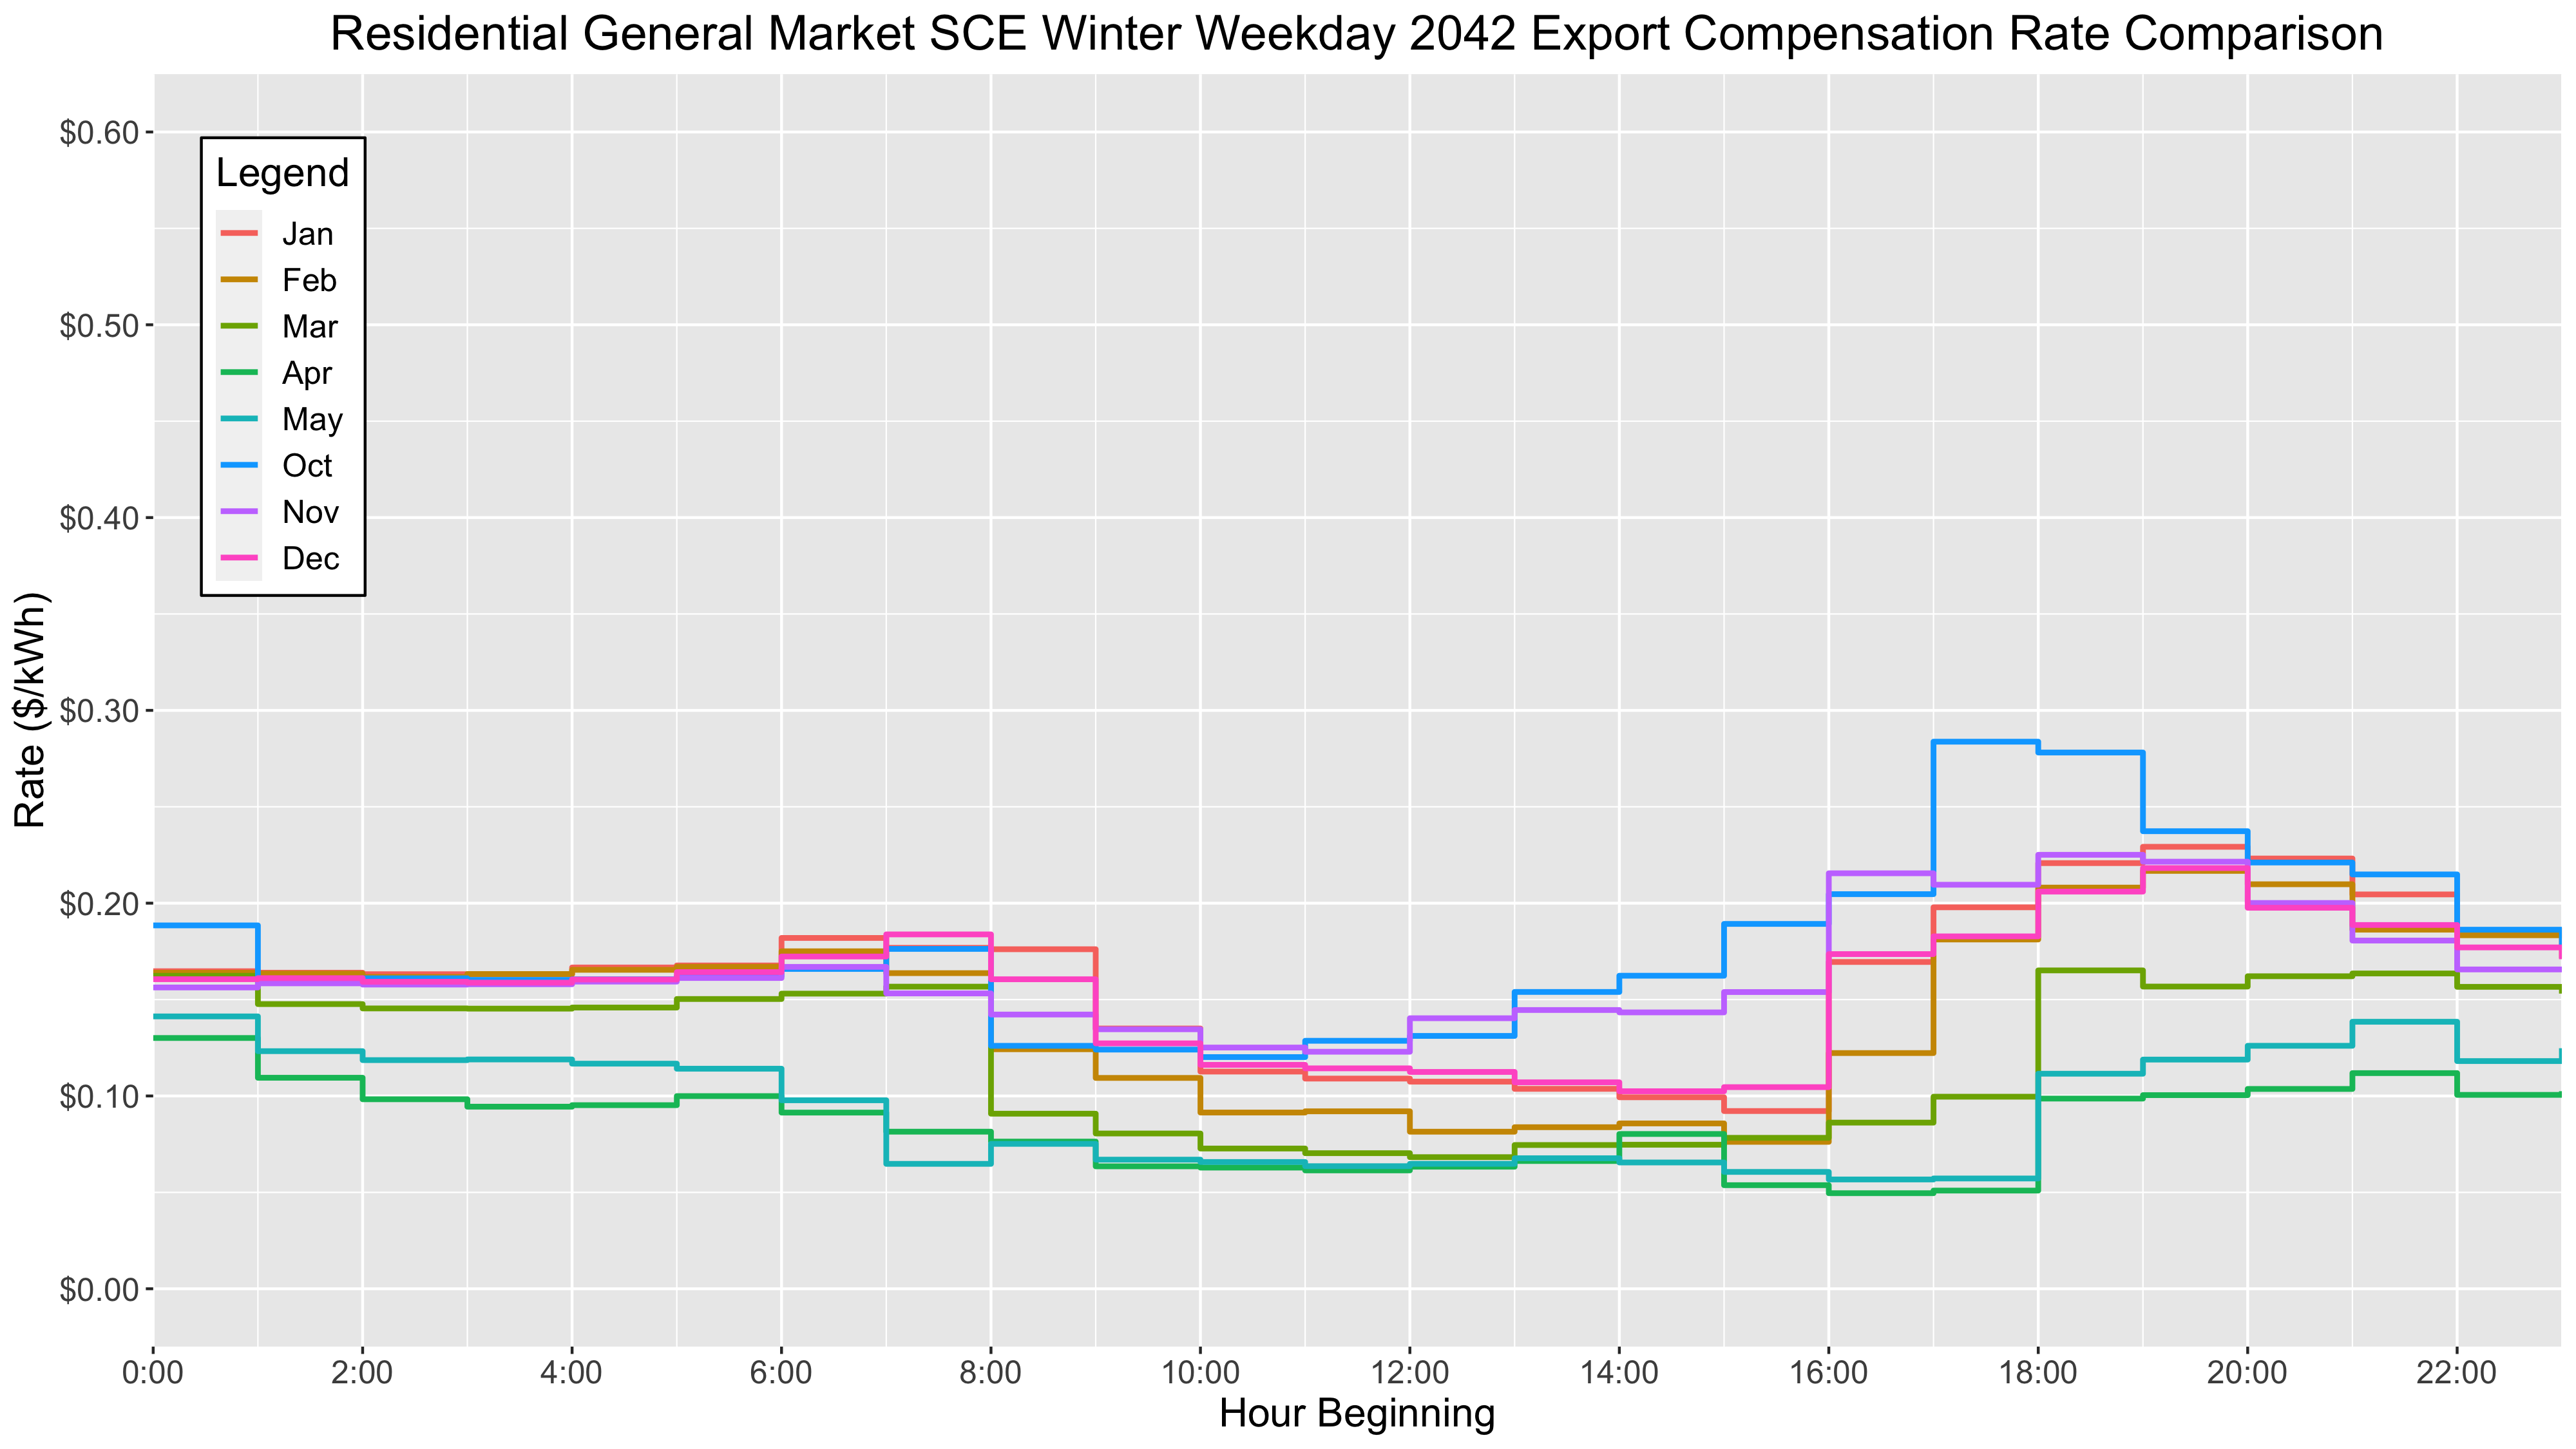 Residential General Market SCE Winter Weekday 2042 Export Compensation Rate Comparison
$0.60
$0.50
$0.40
$0.30
$0.20
$0.10
$0.00
Rate ($/kWh)
Legend
Jan
Feb
Mar
Apr
May
Oct
Nov
Dec
0:00 2:00 4:00 6:00 8:00 10:00 12:00 14:00 16:00 18:00 20:00 22:00
Hour Beginning